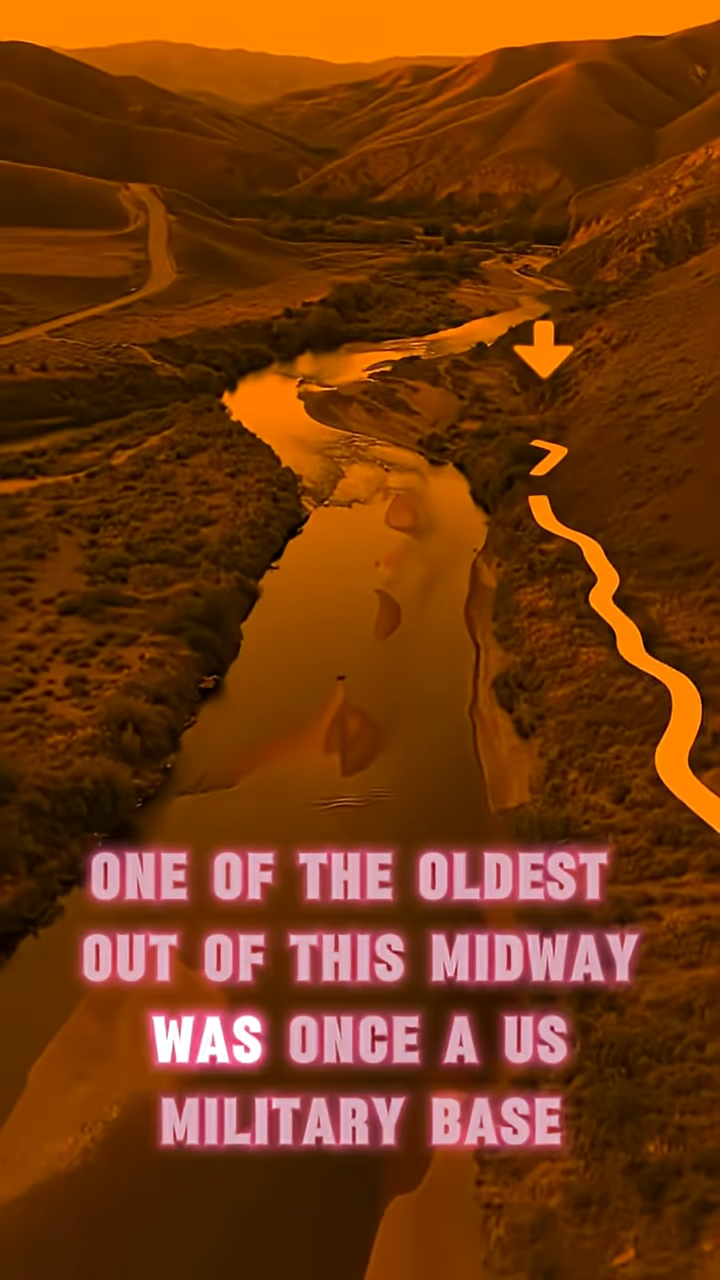 ONE OF THE OLDEST
OUT OF THIS MIDWAY
WAS ONCE A US
MILITARY BASE